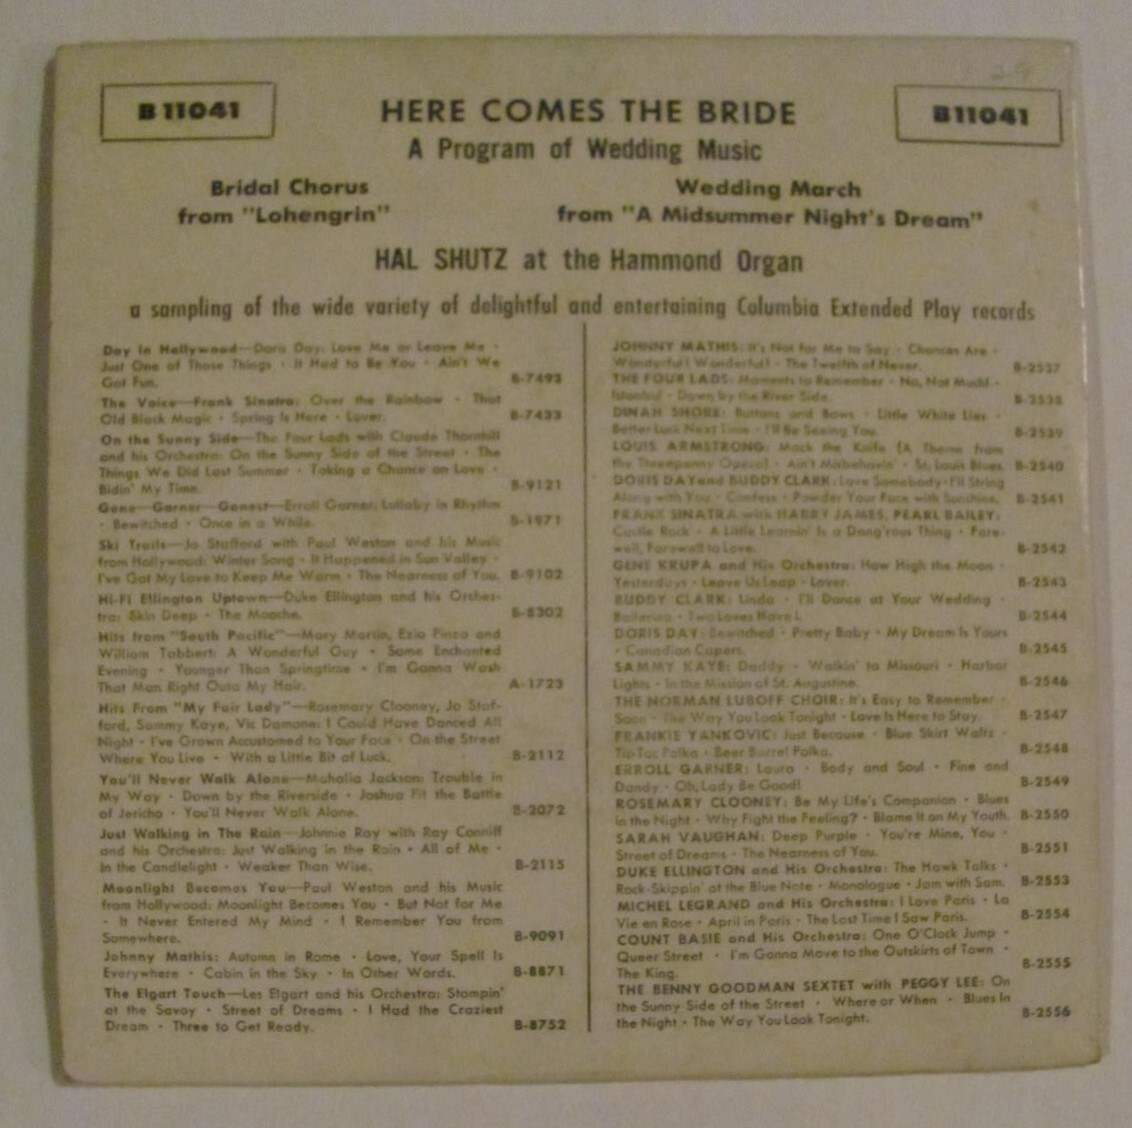 B 11041
HERE COMES THE BRIDE
B11041
A Program of Wedding Music
Bridal Chorus
from "Lohengrin"
Wedding March
from "A Midsummer Night's Dream"
HAL SHUTZ at the Hammond Organ
a sampling of the wide variety of delightful and entertaining Columbia Extended Play records
Day In Hollywood—Doris Day: Love Me or Leave Me ·
Just One of Those Things · It Had to Be You · Ain't We
Got Fun. B-7493
The Voice—Frank Sinatra: Over the Rainbow · That
Old Black Magic · Spring Is Here · Lover. B-7433
On the Sunny Side—The Four Lads with Claude Thornhill
and his Orchestra: On the Sunny Side of the Street · The
Things We Did Last Summer · Taking a Chance on Love ·
Bidin' My Time. B-9121
Gone—Garner—Gonest—Erroll Garner: Lullaby in Rhythm
· Bewitched · Once in a While. B-1971
Ski Trails—Jo Stafford with Paul Weston and his Music
from Hollywood: Winter Song · It Happened in Sun Valley ·
I've Got My Love to Keep Me Warm · The Nearness of You. B-9102
Hi-Fi Ellington Uptown—Duke Ellington and his Orches-
tra: Skin Deep · The Mooche. B-8302
Hits from "South Pacific"—Mary Martin, Ezio Pinza and
William Tabbert: A Wonderful Guy · Some Enchanted
Evening · Younger Than Springtime · I'm Gonna Wash
That Man Right Outa My Hair. A-1723
Hits From "My Fair Lady"—Rosemary Clooney, Jo Staf-
ford, Sammy Kaye, Vic Damone: I Could Have Danced All
Night · I've Grown Accustomed to Your Face · On the Street
Where You Live · With a Little Bit of Luck. B-2112
You'll Never Walk Alone—Mahalia Jackson: Trouble in
My Way · Down by the Riverside · Joshua Fit the Battle
of Jericho · You'll Never Walk Alone. B-2072
Just Walking in The Rain—Johnnie Ray with Ray Conniff
and his Orchestra: Just Walking in the Rain · All of Me ·
In the Candlelight · Weaker Than Wise. B-2115
Moonlight Becomes You—Paul Weston and his Music
from Hollywood: Moonlight Becomes You · But Not for Me
· It Never Entered My Mind · I Remember You from
Somewhere. B-9091
Johnny Mathis: Autumn in Rome · Love, Your Spell Is
Everywhere · Cabin in the Sky · In Other Words. B-8871
The Elgart Touch—Les Elgart and his Orchestra: Stompin'
at the Savoy · Street of Dreams · I Had the Craziest
Dream · Three to Get Ready. B-8752
JOHNNY MATHIS: It's Not for Me to Say · Chances Are ·
Wonderful! Wonderful! · The Twelfth of Never. B-2537
THE FOUR LADS: Moments to Remember · No, Not Much! ·
Istanbul · Down by the River Side. B-2538
DINAH SHORE: Buttons and Bows · Little White Lies ·
Better Luck Next Time · I'll Be Seeing You. B-2539
LOUIS ARMSTRONG: Mack the Knife (A Theme from
the Threepenny Opera) · Ain't Misbehavin' · St. Louis Blues. B-2540
DORIS DAY and BUDDY CLARK: Love Somebody · I'll String
Along with You · Confess · Powder Your Face with Sunshine. B-2541
FRANK SINATRA with HARRY JAMES, PEARL BAILEY:
Castle Rock · A Little Learnin' Is a Dang'rous Thing · Fare-
well, Farewell to Love. B-2542
GENE KRUPA and His Orchestra: How High the Moon ·
Yesterdays · Leave Us Leap · Lover. B-2543
BUDDY CLARK: Linda · I'll Dance at Your Wedding ·
Ballerina · Two Loves Have I. B-2544
DORIS DAY: Bewitched · Pretty Baby · My Dream Is Yours
· Canadian Capers. B-2545
SAMMY KAYE: Daddy · Walkin' to Missouri · Harbor
Lights · In the Mission of St. Augustine. B-2546
THE NORMAN LUBOFF CHOIR: It's Easy to Remember ·
Soon · The Way You Look Tonight · Love Is Here to Stay. B-2547
FRANKIE YANKOVIC: Just Because · Blue Skirt Waltz ·
Tic-Toc Polka · Beer Barrel Polka. B-2548
ERROLL GARNER: Laura · Body and Soul · Fine and
Dandy · Oh, Lady Be Good! B-2549
ROSEMARY CLOONEY: Be My Life's Companion · Blues
in the Night · Why Fight the Feeling? · Blame It on My Youth. B-2550
SARAH VAUGHAN: Deep Purple · You're Mine, You ·
Street of Dreams · The Nearness of You. B-2551
DUKE ELLINGTON and His Orchestra: The Hawk Talks ·
Rock-Skippin' at the Blue Note · Monologue · Jam with Sam. B-2553
MICHEL LEGRAND and His Orchestra: I Love Paris · La
Vie en Rose · April in Paris · The Last Time I Saw Paris. B-2554
COUNT BASIE and His Orchestra: One O'Clock Jump ·
Queer Street · I'm Gonna Move to the Outskirts of Town ·
The King. B-2555
THE BENNY GOODMAN SEXTET with PEGGY LEE: On
the Sunny Side of the Street · Where or When · Blues In
the Night · The Way You Look Tonight. B-2556